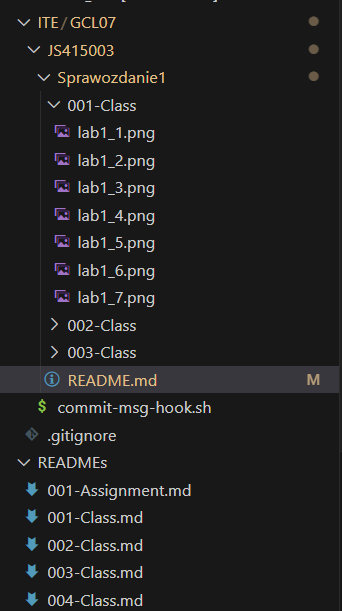 ITE / GCL07
JS415003
Sprawozdanie1
001-Class
lab1_1.png
lab1_2.png
lab1_3.png
lab1_4.png
lab1_5.png
lab1_6.png
lab1_7.png
002-Class
003-Class
README.md M
$ commit-msg-hook.sh
.gitignore
READMEs
001-Assignment.md
001-Class.md
002-Class.md
003-Class.md
004-Class.md